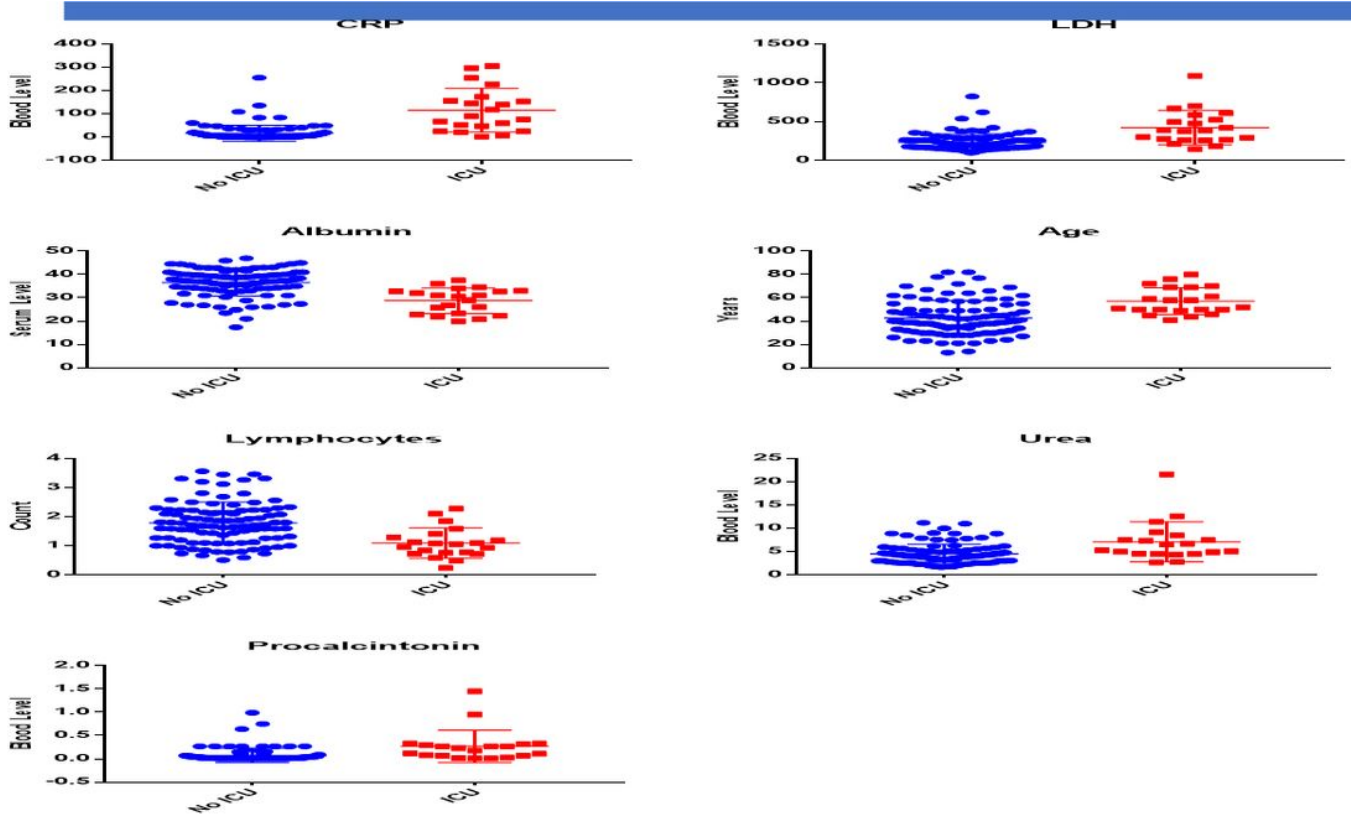 CRP
Blood Level
400
300
200
100
0
-100
No ICU
ICU
LDH
Blood Level
1500
1000
500
0
No ICU
ICU
Albumin
Serum Level
50
40
30
20
10
0
No ICU
ICU
Age
Years
100
80
60
40
20
0
No ICU
ICU
Lymphocytes
Count
4
3
2
1
0
No ICU
ICU
Urea
Blood Level
25
20
15
10
5
0
No ICU
ICU
Procalcintonin
Blood Level
2.0
1.5
1.0
0.5
0.0
-0.5
No ICU
ICU